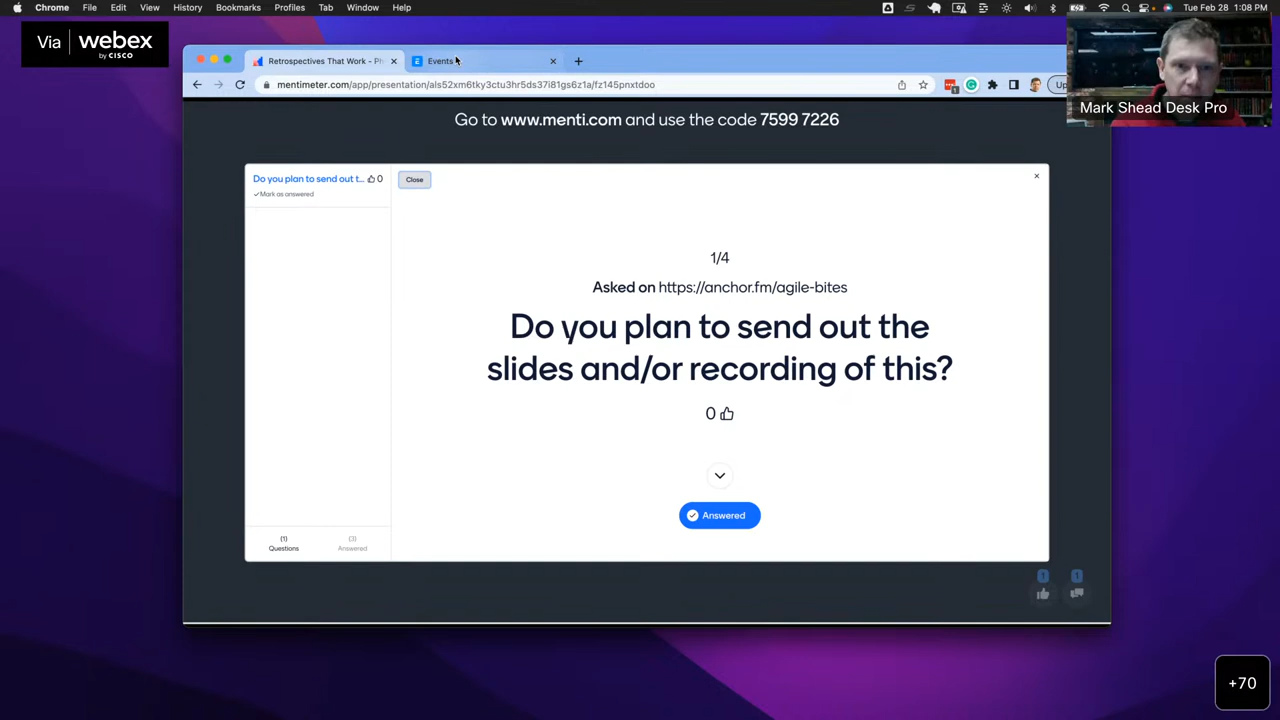 Chrome File Edit View History Bookmarks Profiles Tab Window Help
Tue Feb 28 1:08 PM
Via webex
by CISCO
Retrospectives That Work - Ph
Events
mentimeter.com/app/presentation/als52xm6tky3ctu3hr5ds37i81gs6z1a/fz145pnxtdoo
Mark Shead Desk Pro
Go to www.menti.com and use the code 7599 7226
Do you plan to send out t... 0
Mark as answered
Close
1/4
Asked on https://anchor.fm/agile-bites
Do you plan to send out the
slides and/or recording of this?
0
Answered
(1)
Questions
(3)
Answered
1 1
+70